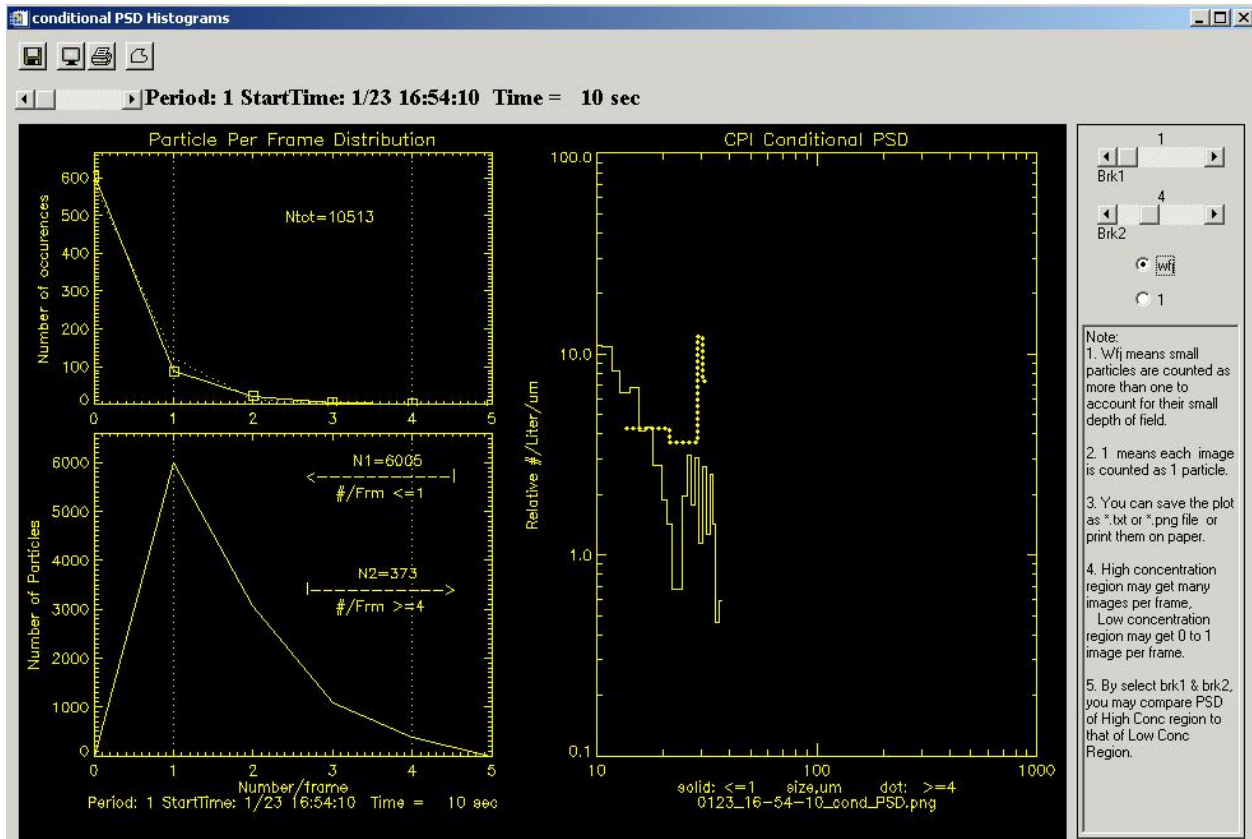 conditional PSD Histograms
Period: 1 StartTime: 1/23 16:54:10 Time = 10 sec
Particle Per Frame Distribution
600
500
400
300
200
100
0
Number of occurences
Ntot=10513
0 1 2 3 4 5
6000
5000
4000
3000
2000
1000
0
Number of Particles
N1=6005
#/Frm <=1
N2=373
#/Frm >=4
0 1 2 3 4 5
Number/frame
Period: 1 StartTime: 1/23 16:54:10 Time = 10 sec
CPI Conditional PSD
100.0
10.0
1.0
0.1
Relative #/Liter/um
10 100 1000
solid: <=1 size,um dot: >=4
0123_16-54-10_cond_PSD.png
1
Brk1
4
Brk2
wfj
1
Note:
1. Wfj means small
particles are counted as
more than one to
account for their small
depth of field.
2. 1 means each image
is counted as 1 particle.
3. You can save the plot
as *.txt or *.png file or
print them on paper.
4. High concentration
region may get many
images per frame,
Low concentration
region may get 0 to 1
image per frame.
5. By select brk1 & brk2,
you may compare PSD
of High Conc region to
that of Low Conc
Region.